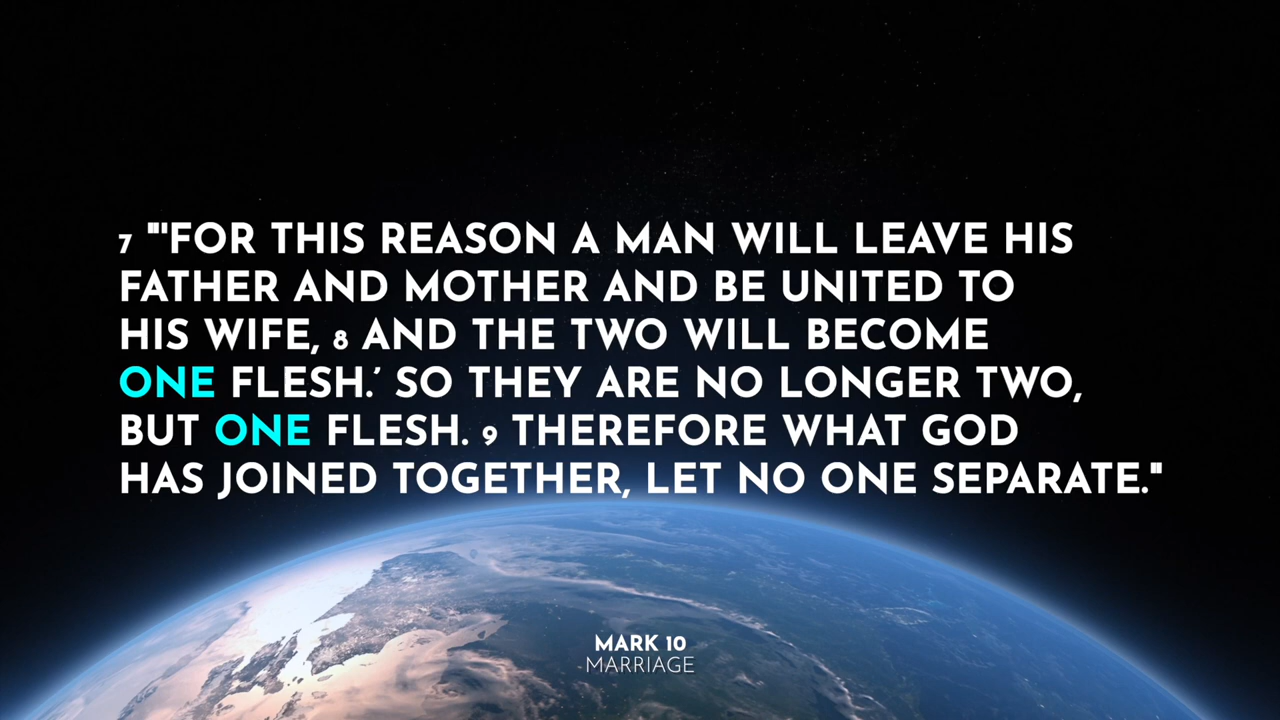 7 "'FOR THIS REASON A MAN WILL LEAVE HIS
FATHER AND MOTHER AND BE UNITED TO
HIS WIFE, 8 AND THE TWO WILL BECOME
ONE FLESH.’ SO THEY ARE NO LONGER TWO,
BUT ONE FLESH. 9 THEREFORE WHAT GOD
HAS JOINED TOGETHER, LET NO ONE SEPARATE."
MARK 10
MARRIAGE